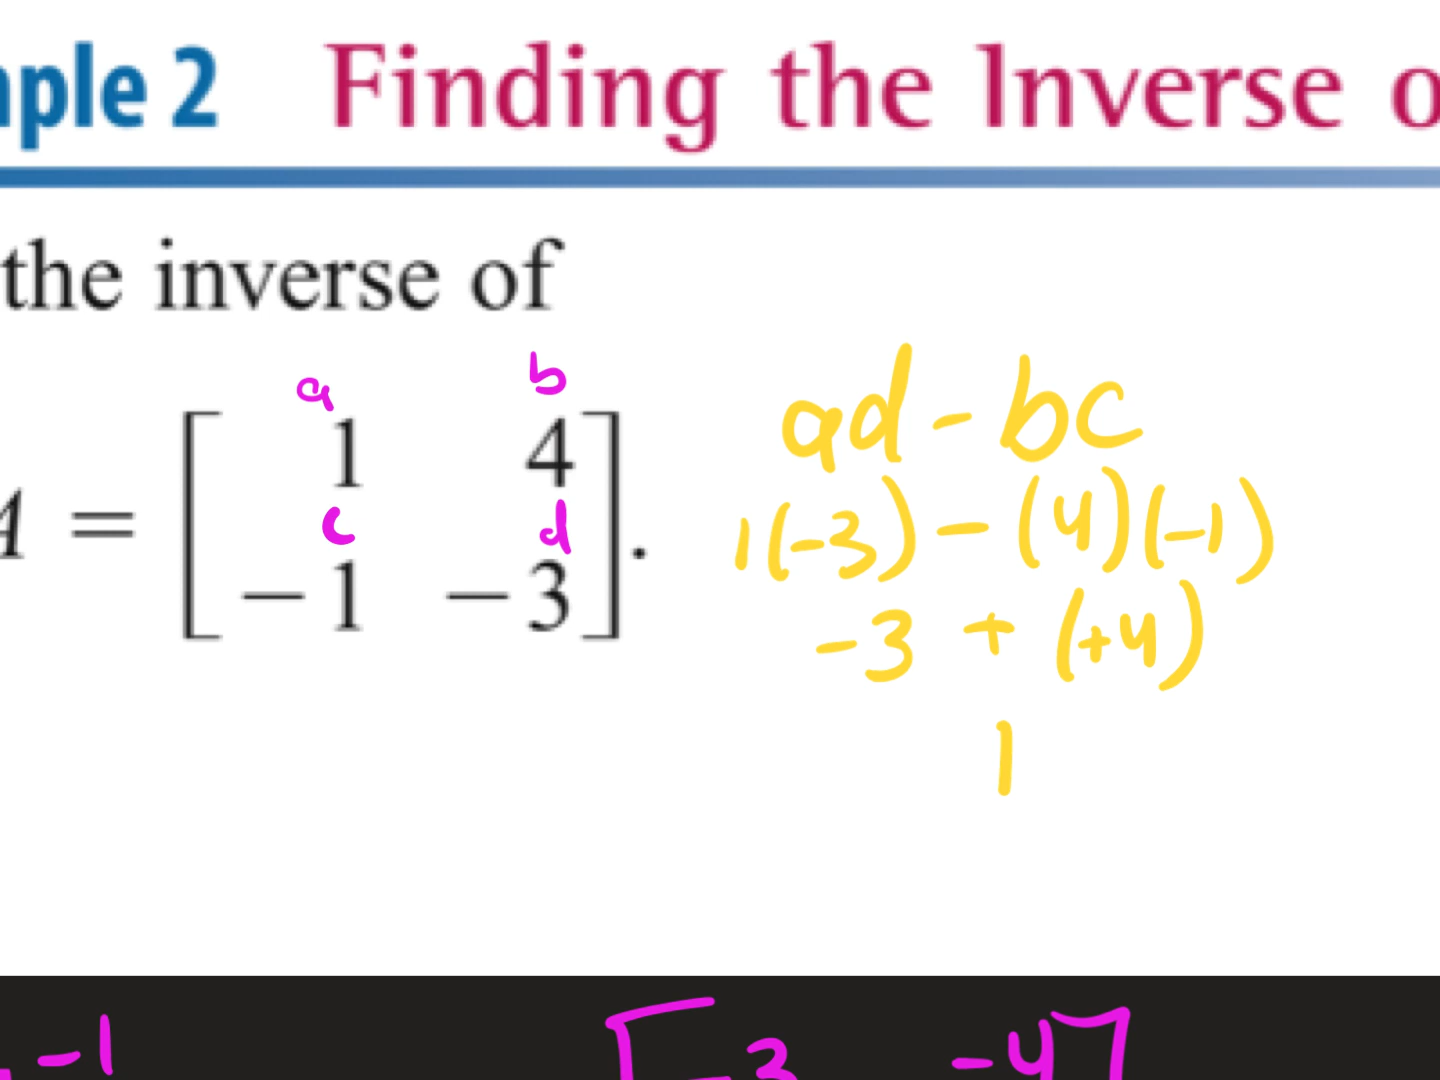 ple 2 Finding the Inverse o
the inverse of
a b
1 4
c d
A = [ ] .
-1 -3
ad - bc
1(-3) - (4)(-1)
-3 + (+4)
1
-1 [-3 -4]